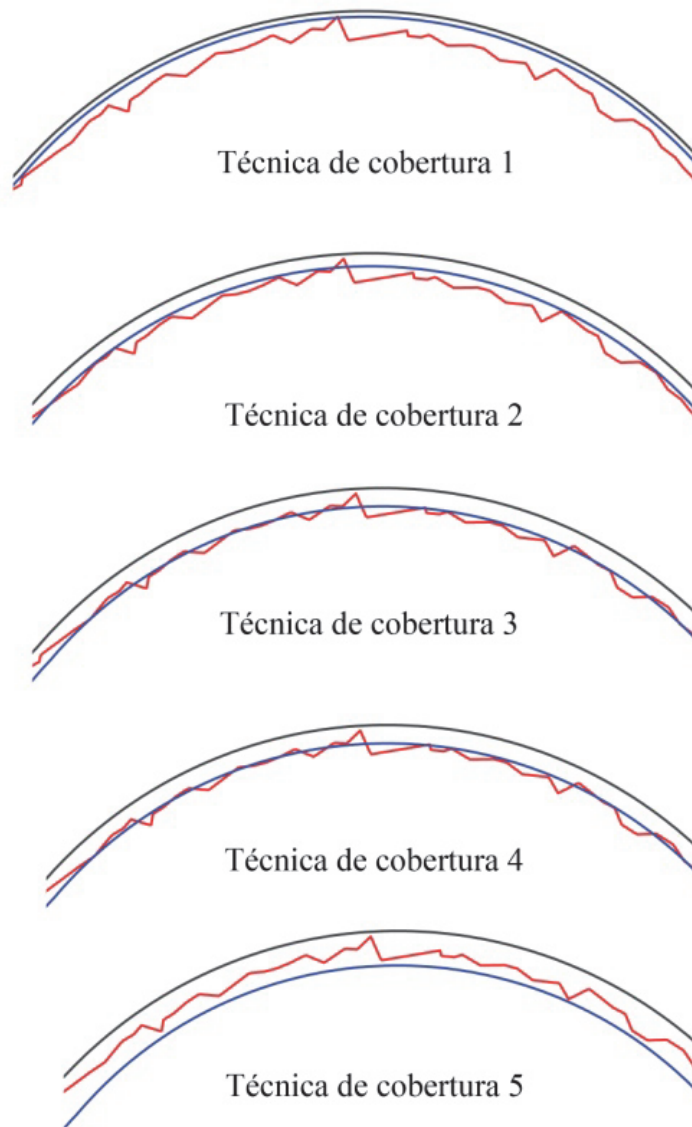 Técnica de cobertura 1
Técnica de cobertura 2
Técnica de cobertura 3
Técnica de cobertura 4
Técnica de cobertura 5